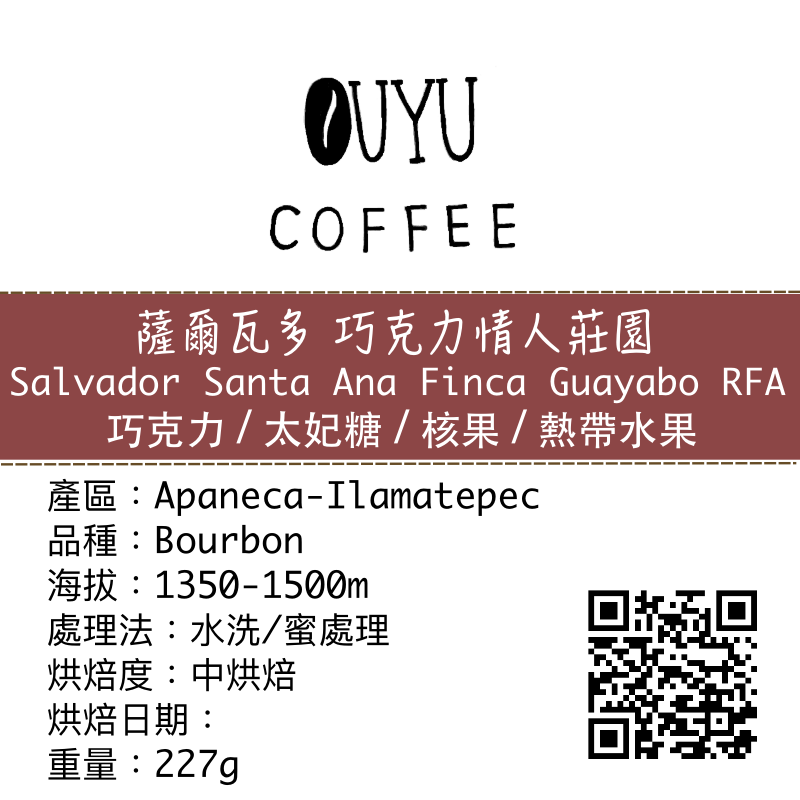 OUYU
COFFEE
薩爾瓦多 巧克力情人莊園
Salvador Santa Ana Finca Guayabo RFA
巧克力/太妃糖/核果/熱帶水果
產區：Apaneca-Ilamatepec
品種：Bourbon
海拔：1350-1500m
處理法：水洗/蜜處理
烘焙度：中烘焙
烘焙日期：
重量：227g